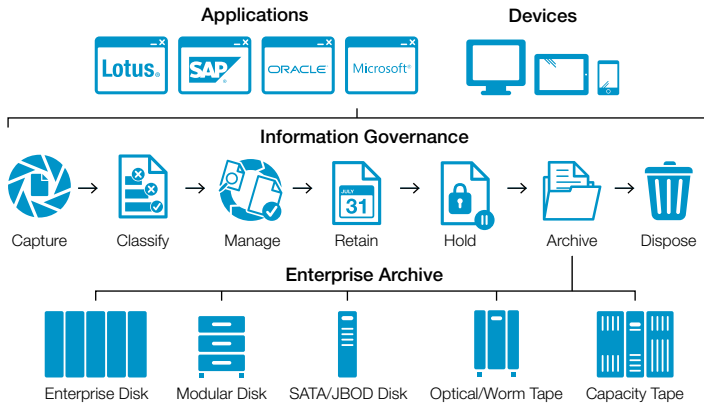 Applications
Devices
Lotus®
SAP®
ORACLE®
Microsoft®
Information Governance
JULY
31
Capture
Classify
Manage
Retain
Hold
Archive
Dispose
Enterprise Archive
Enterprise Disk
Modular Disk
SATA/JBOD Disk
Optical/Worm Tape
Capacity Tape